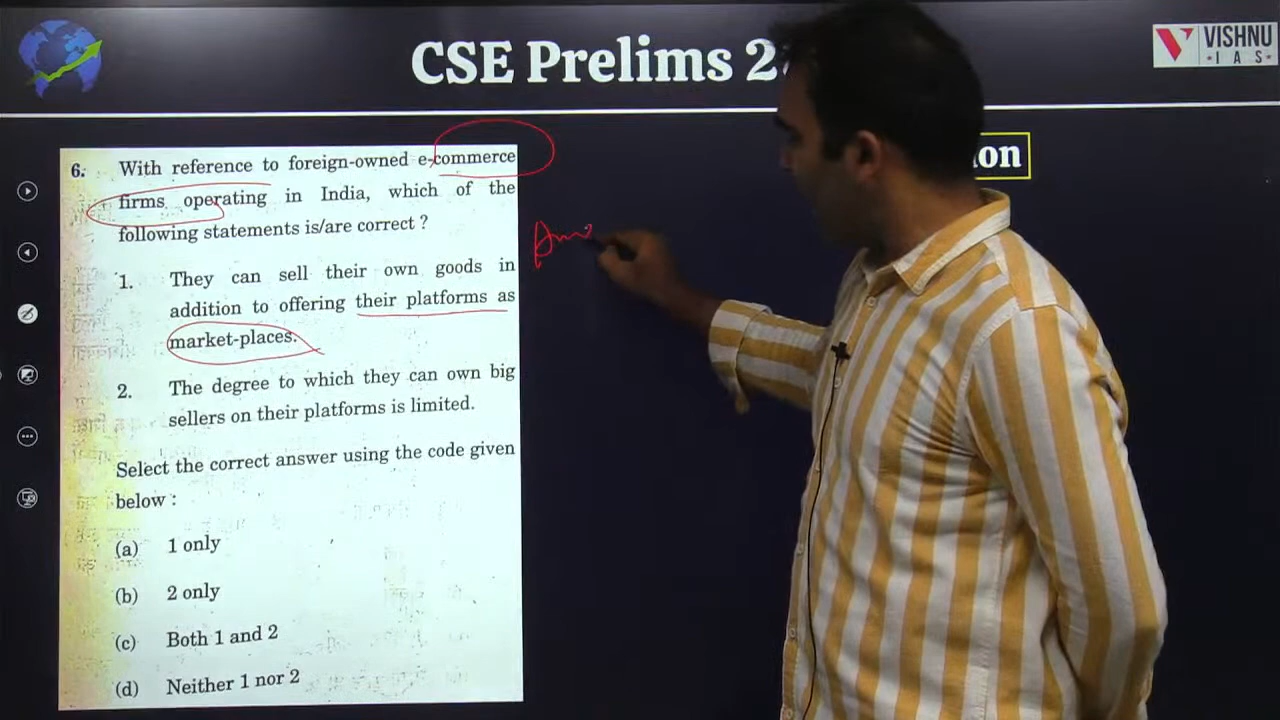 CSE Prelims 2
VISHNU
IAS
on
6. With reference to foreign-owned e-commerce
firms operating in India, which of the
following statements is/are correct ?
1. They can sell their own goods in
addition to offering their platforms as
market-places.
2. The degree to which they can own big
sellers on their platforms is limited.
Select the correct answer using the code given
below :
(a) 1 only
(b) 2 only
(c) Both 1 and 2
(d) Neither 1 nor 2